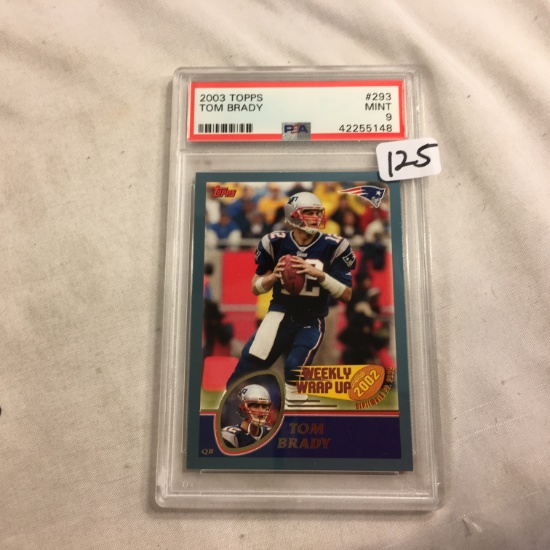 2003 TOPPS #293
TOM BRADY MINT
9
PSA 42255148
125
Topps
12
WEEKLY
WRAP UP
2002
TOM
BRADY
QB